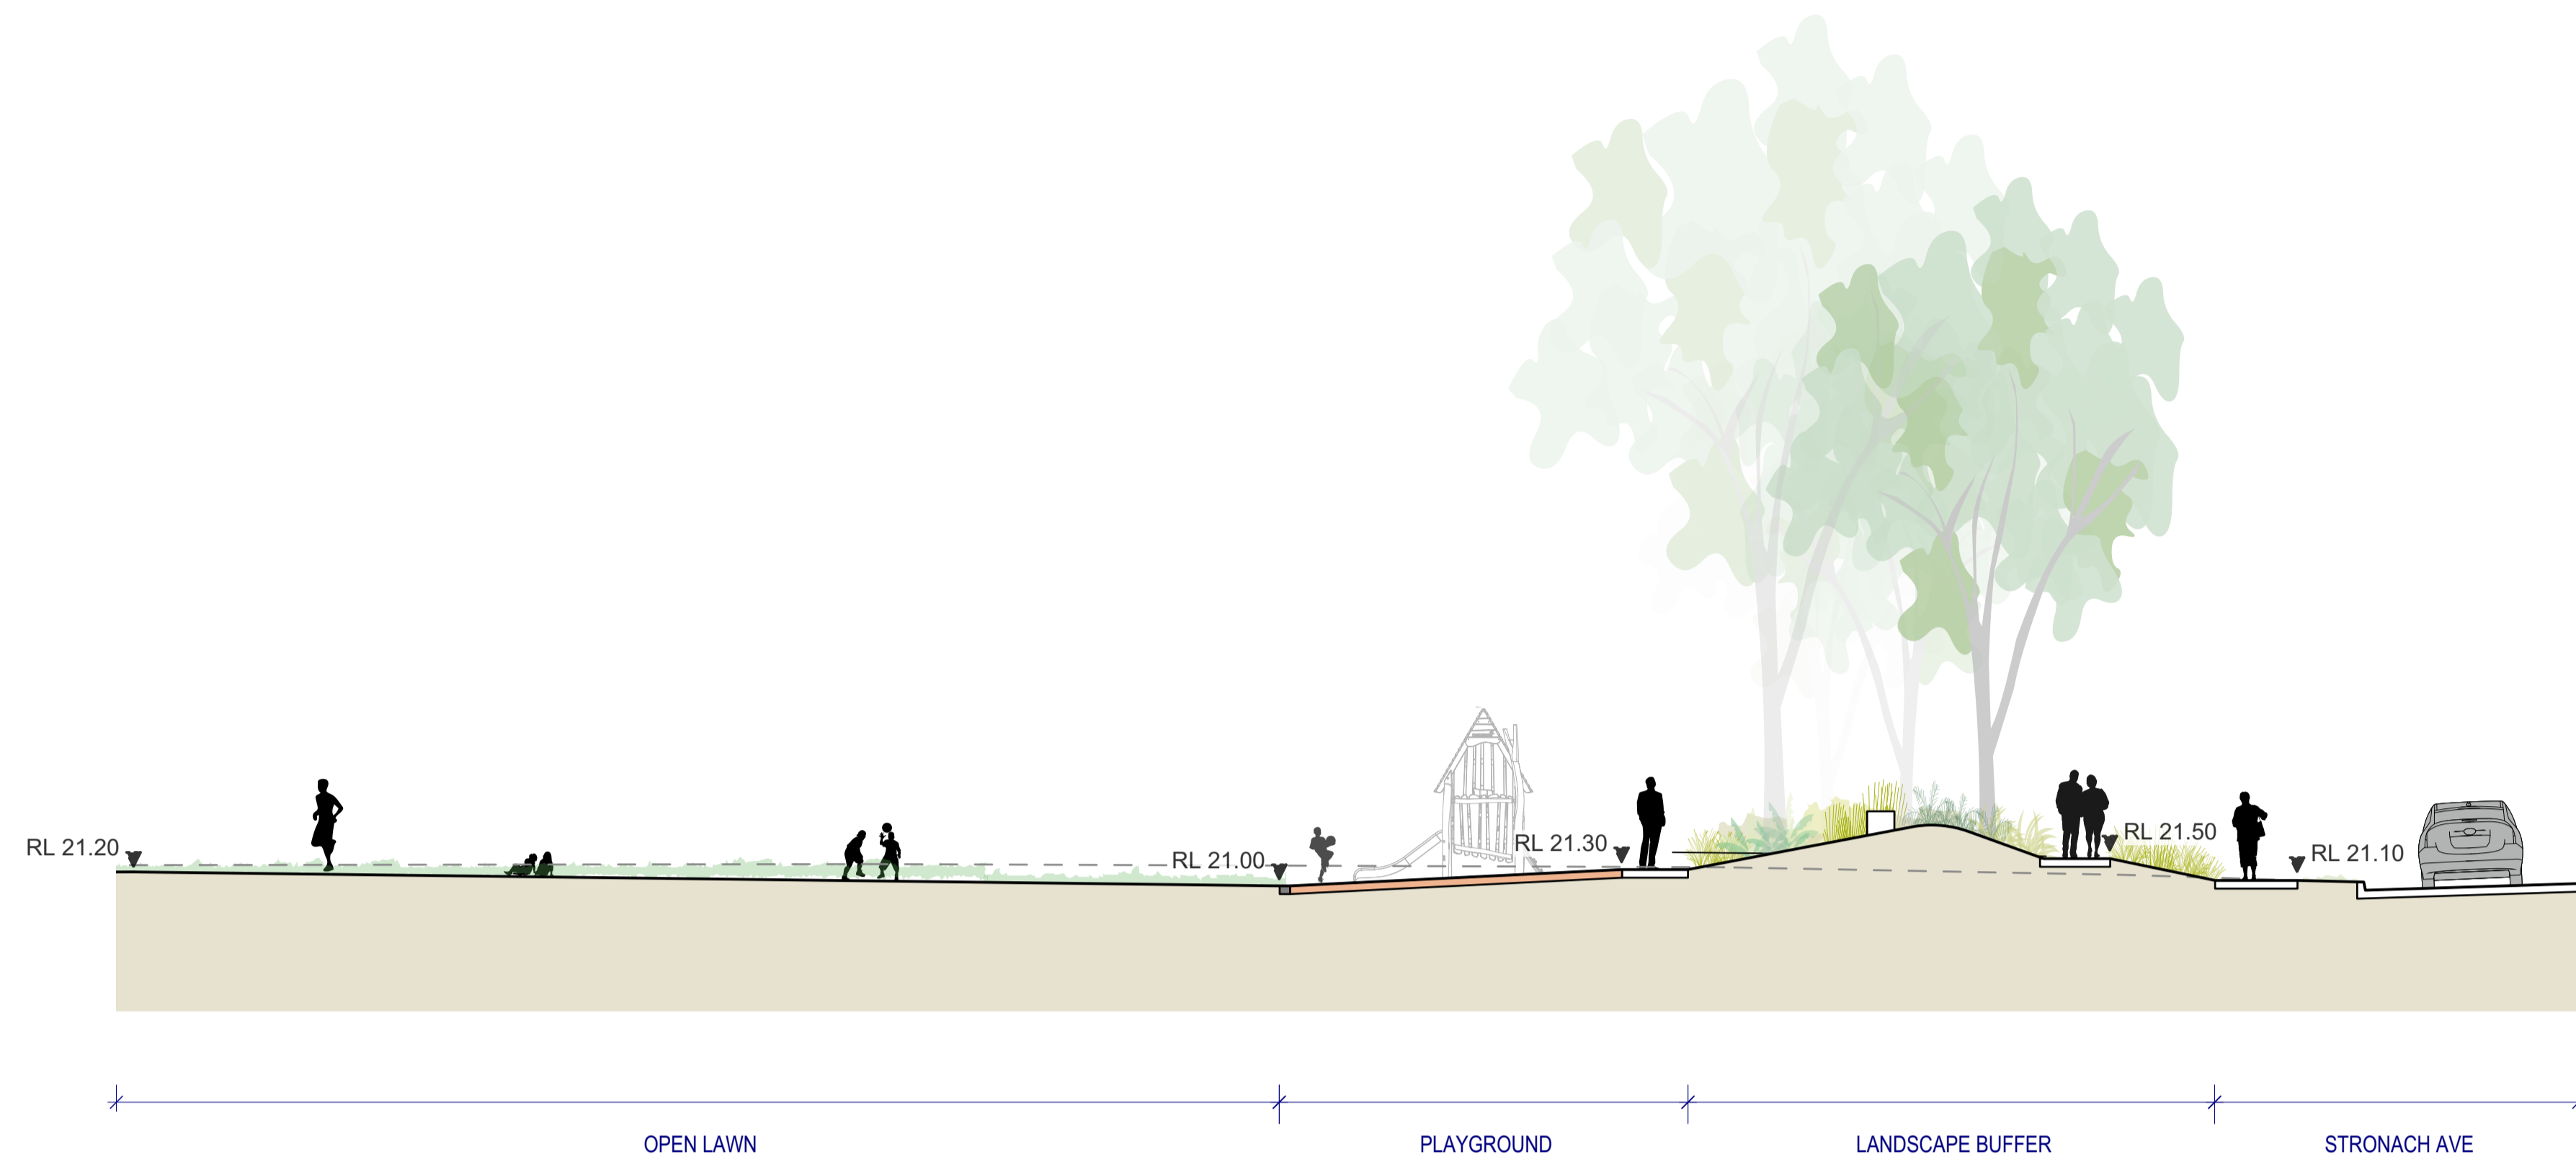 RL 21.20
RL 21.00
RL 21.30
RL 21.50
RL 21.10
OPEN LAWN
PLAYGROUND
LANDSCAPE BUFFER
STRONACH AVE